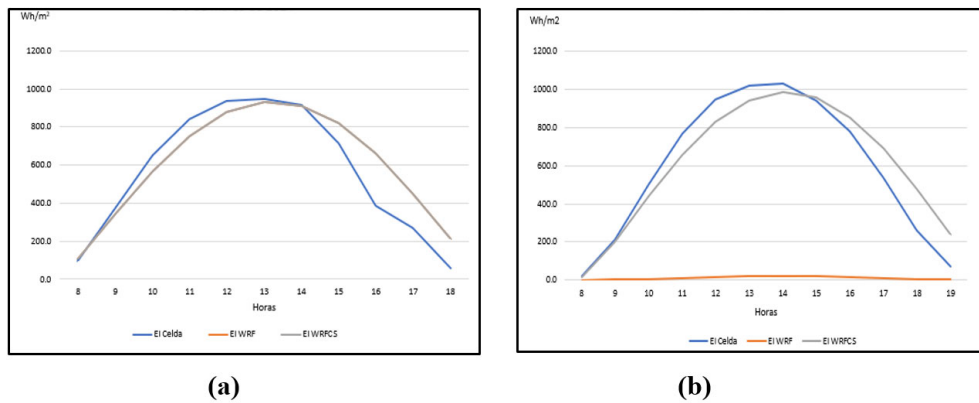 Wh/m²
1200.0
1000.0
800.0
600.0
400.0
200.0
0.0
8 9 10 11 12 13 14 15 16 17 18
Horas
EI Celda EI WRF EI WRFCS
(a)
Wh/m2
1200.0
1000.0
800.0
600.0
400.0
200.0
0.0
8 9 10 11 12 13 14 15 16 17 18 19
Horas
EI Celda EI WRF EI WRFCS
(b)